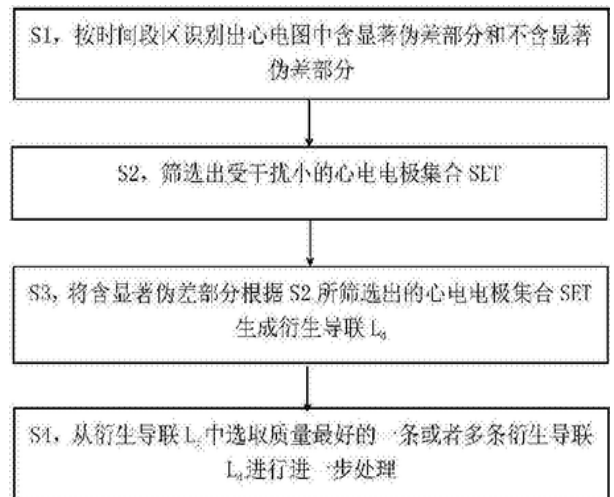 S1，按时间段区识别出心电图中含显著伪差部分和不含显著
伪差部分
S2，筛选出受干扰小的心电电极集合 SET
S3，将含显著伪差部分根据 S2 所筛选出的心电电极集合 SET
生成衍生导联 Ld
S4，从衍生导联 Ld 中选取质量最好的一条或者多条衍生导联
Ld 进行进一步处理